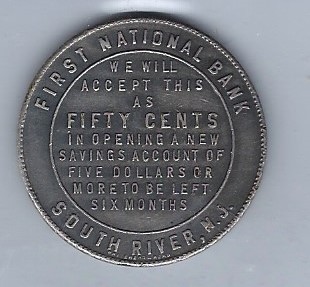 FIRST NATIONAL BANK
WE WILL
ACCEPT THIS
AS
FIFTY CENTS
IN OPENING A NEW
SAVINGS ACCOUNT OF
FIVE DOLLARS OR
MORE TO BE LEFT
SIX MONTHS
SOUTH RIVER, N.J.